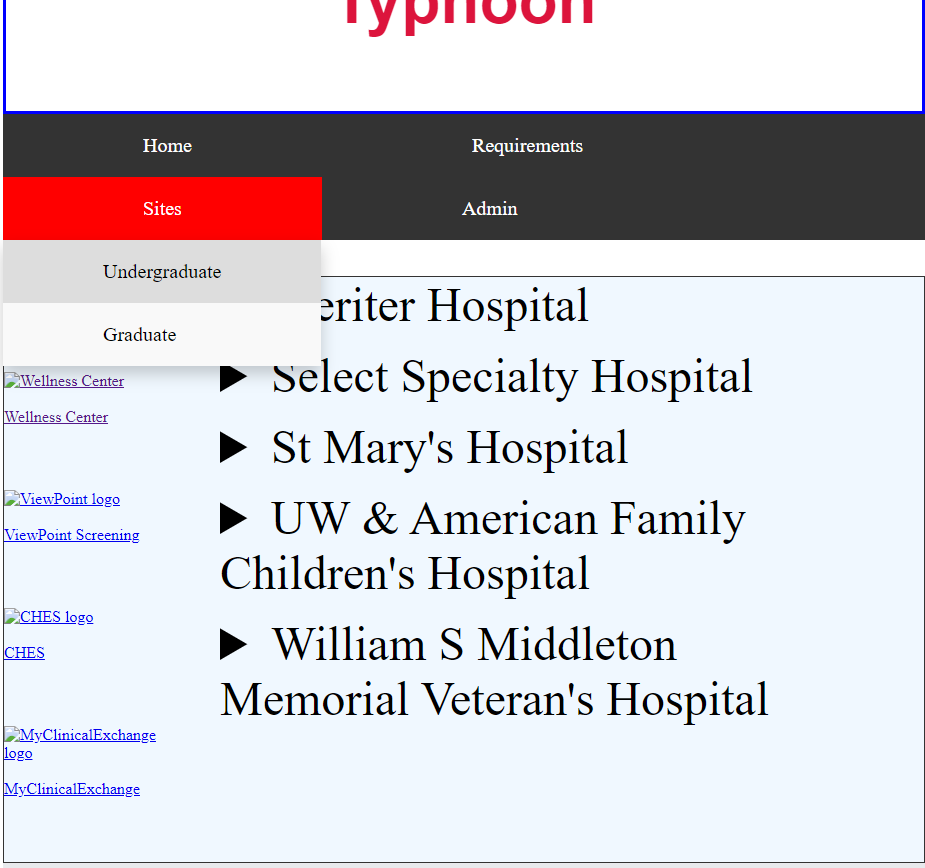 Typhoon
Home
Requirements
Sites
Admin
Undergraduate
Graduate
Hospital
Select Specialty Hospital
St Mary's Hospital
UW & American Family
Children's Hospital
William S Middleton
Memorial Veteran's Hospital
Wellness Center
Wellness Center
ViewPoint logo
ViewPoint Screening
CHES logo
CHES
MyClinicalExchange
logo
MyClinicalExchange